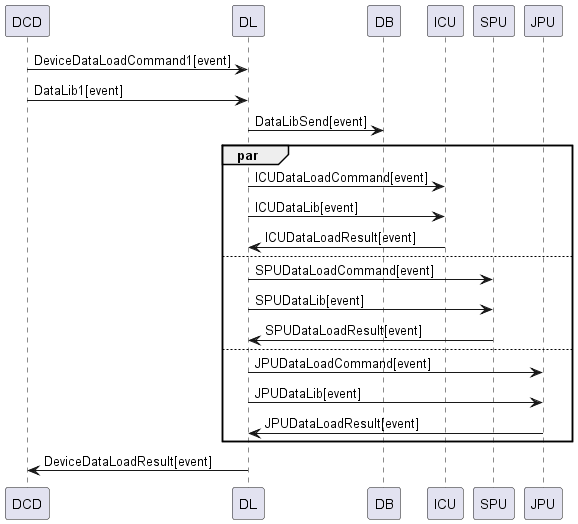 DCD DL DB ICU SPU JPU
DeviceDataLoadCommand1[event]
DataLib1[event]
DataLibSend[event]
par
ICUDataLoadCommand[event]
ICUDataLib[event]
ICUDataLoadResult[event]
SPUDataLoadCommand[event]
SPUDataLib[event]
SPUDataLoadResult[event]
JPUDataLoadCommand[event]
JPUDataLib[event]
JPUDataLoadResult[event]
DeviceDataLoadResult[event]
DCD DL DB ICU SPU JPU